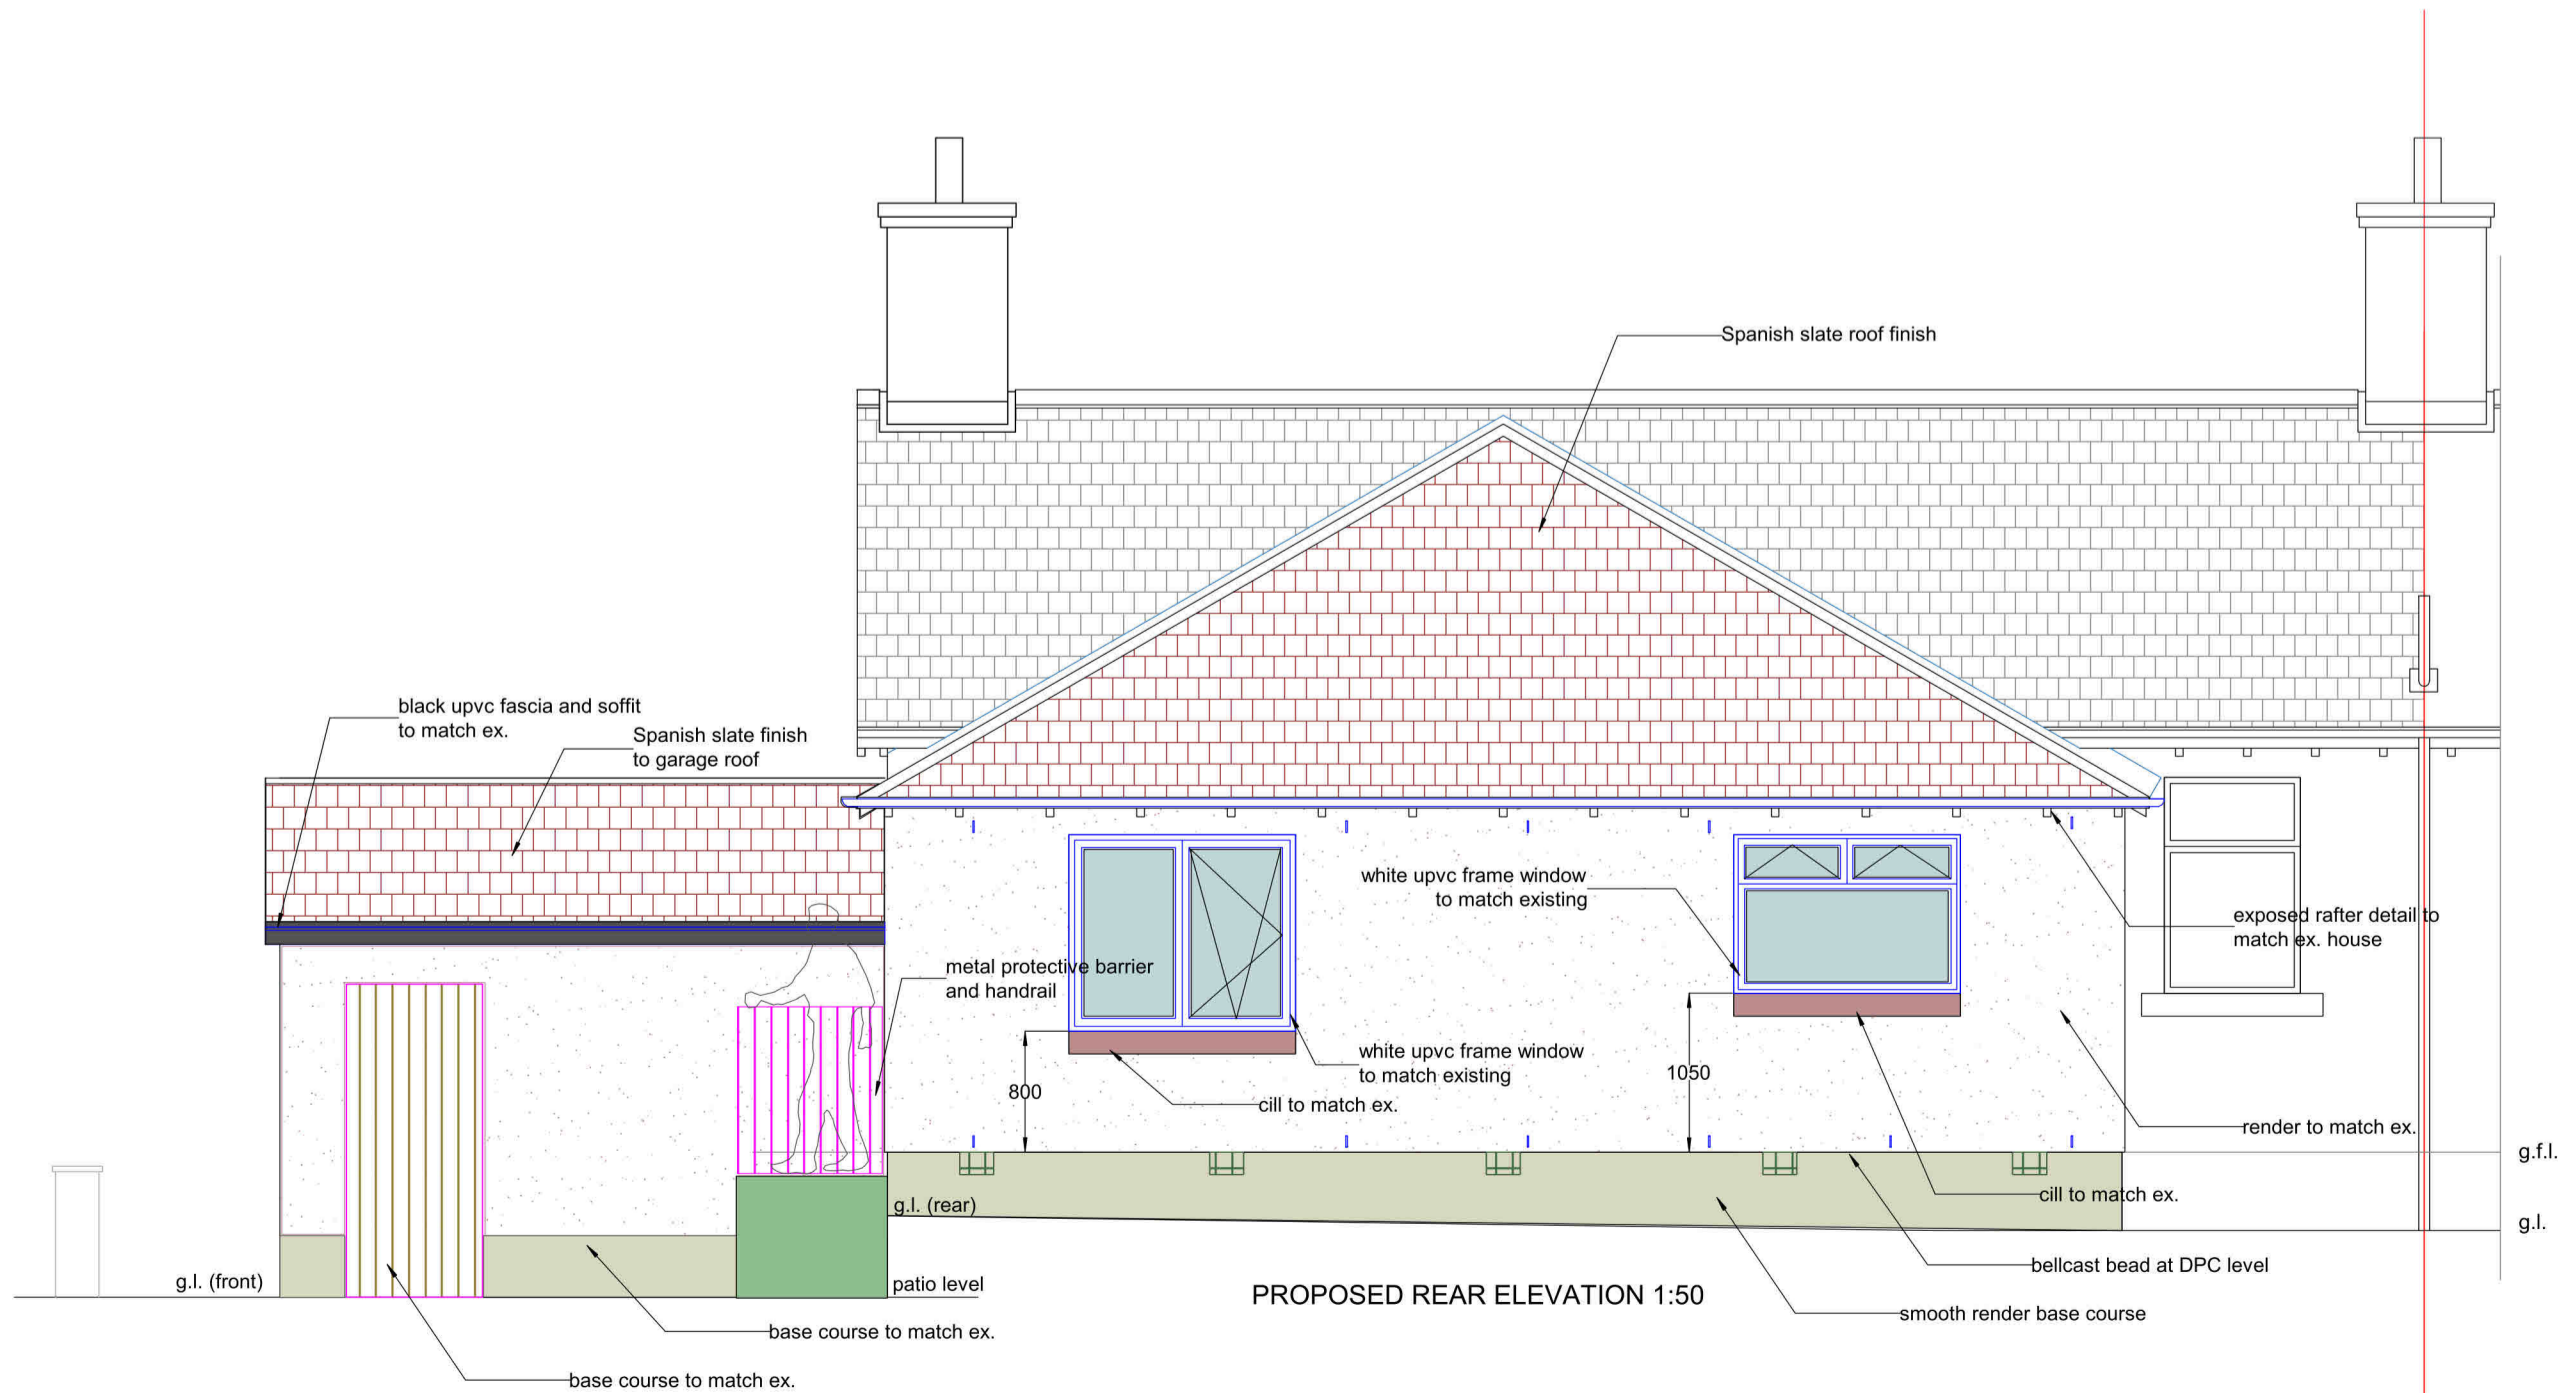 Spanish slate roof finish
black upvc fascia and soffit
to match ex.
Spanish slate finish
to garage roof
white upvc frame window
to match existing
exposed rafter detail to
match ex. house
metal protective barrier
and handrail
white upvc frame window
to match existing
800
1050
cill to match ex.
render to match ex.
g.f.l.
cill to match ex.
g.l. (rear)
g.l.
bellcast bead at DPC level
g.l. (front)
patio level
PROPOSED REAR ELEVATION 1:50
smooth render base course
base course to match ex.
base course to match ex.